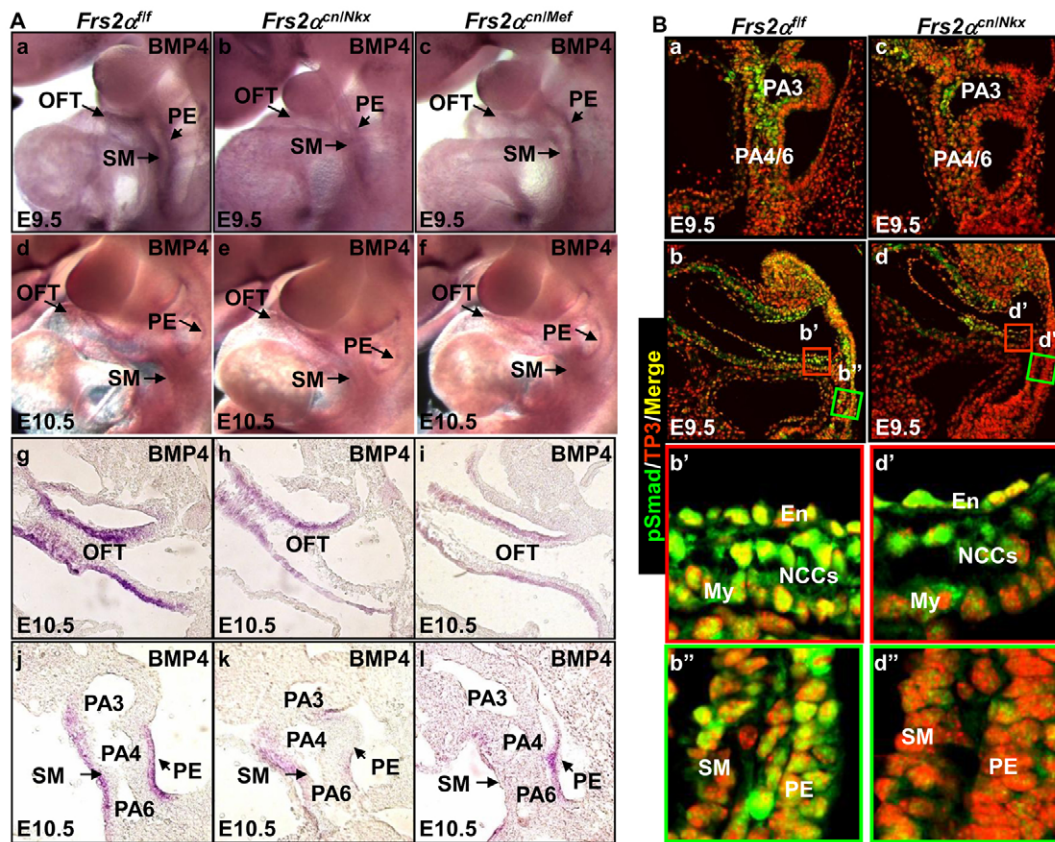 A
Frs2α^f/f
Frs2α^cn/Nkx
Frs2α^cn/Mef
a
BMP4
OFT
PE
SM
E9.5
b
BMP4
OFT
PE
SM
E9.5
c
BMP4
OFT
PE
SM
E9.5
d
BMP4
OFT
PE
SM
E10.5
e
BMP4
OFT
PE
SM
E10.5
f
BMP4
OFT
PE
SM
E10.5
g
BMP4
OFT
E10.5
h
BMP4
OFT
E10.5
i
BMP4
OFT
E10.5
j
BMP4
PA3
PA4
SM
PE
PA6
E10.5
k
BMP4
PA3
PA4
SM
PE
PA6
E10.5
l
BMP4
PA3
PA4
SM
PE
PA6
E10.5
B
Frs2α^f/f
Frs2α^cn/Nkx
pSmad/TP3/Merge
a
PA3
PA4/6
E9.5
c
PA3
PA4/6
E9.5
b
b'
b''
E9.5
d
d'
d''
E9.5
b'
En
NCCs
My
d'
En
NCCs
My
b''
SM
PE
d''
SM
PE